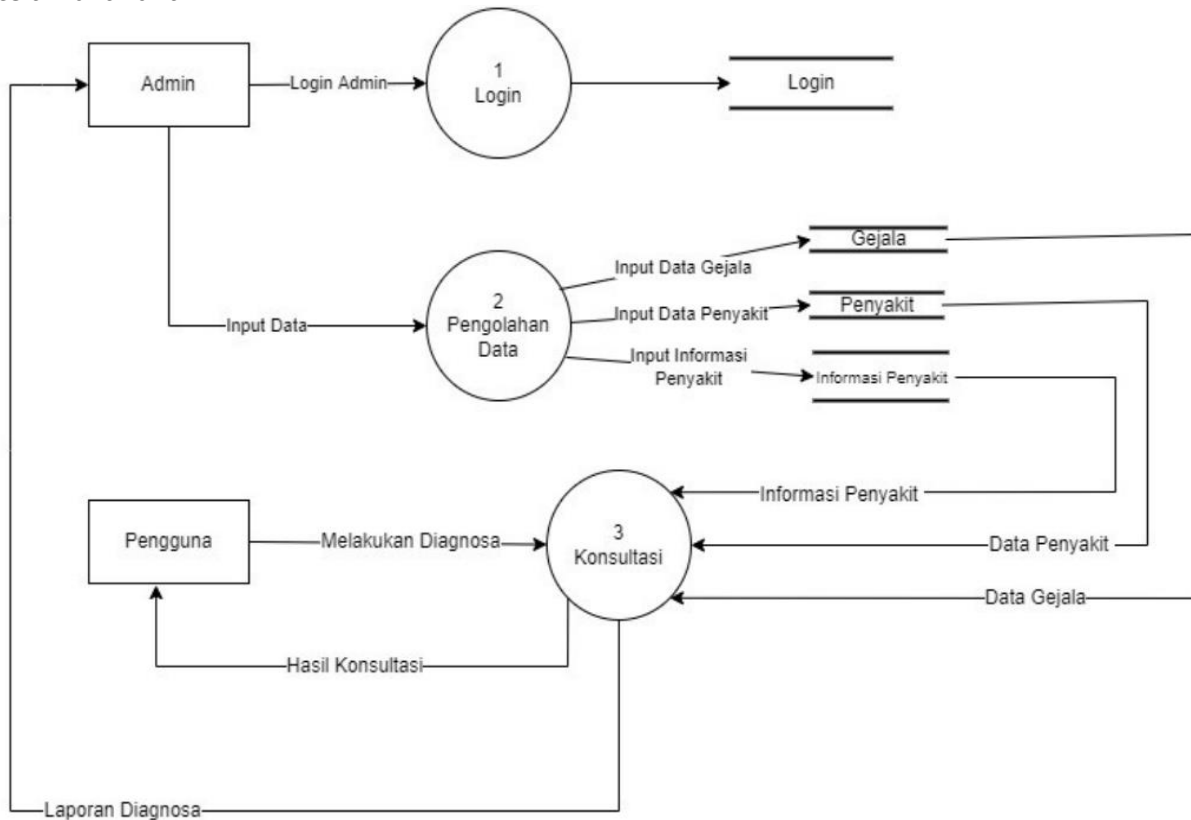 Admin
Login Admin
1
Login
Login
Gejala
Input Data Gejala
2
Pengolahan
Data
Input Data Penyakit
Penyakit
Input Data
Input Informasi
Penyakit
Informasi Penyakit
Informasi Penyakit
3
Konsultasi
Pengguna
Melakukan Diagnosa
Data Penyakit
Data Gejala
Hasil Konsultasi
Laporan Diagnosa